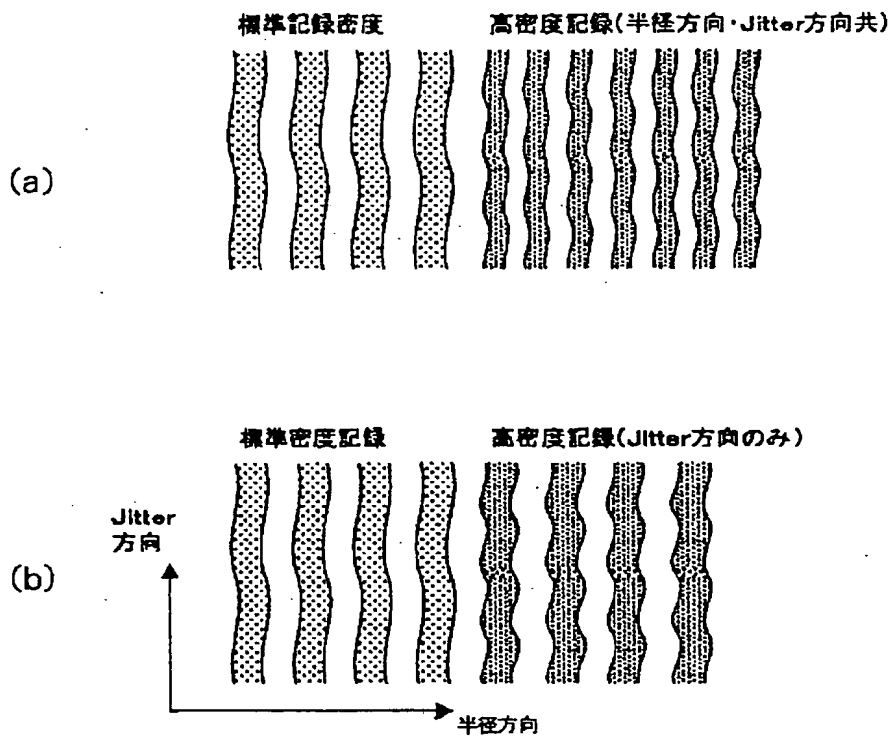 標準記録密度
高密度記録(半径方向・Jitter方向共)
(a)
標準密度記録
高密度記録(Jitter方向のみ)
Jitter
方向
(b)
半径方向